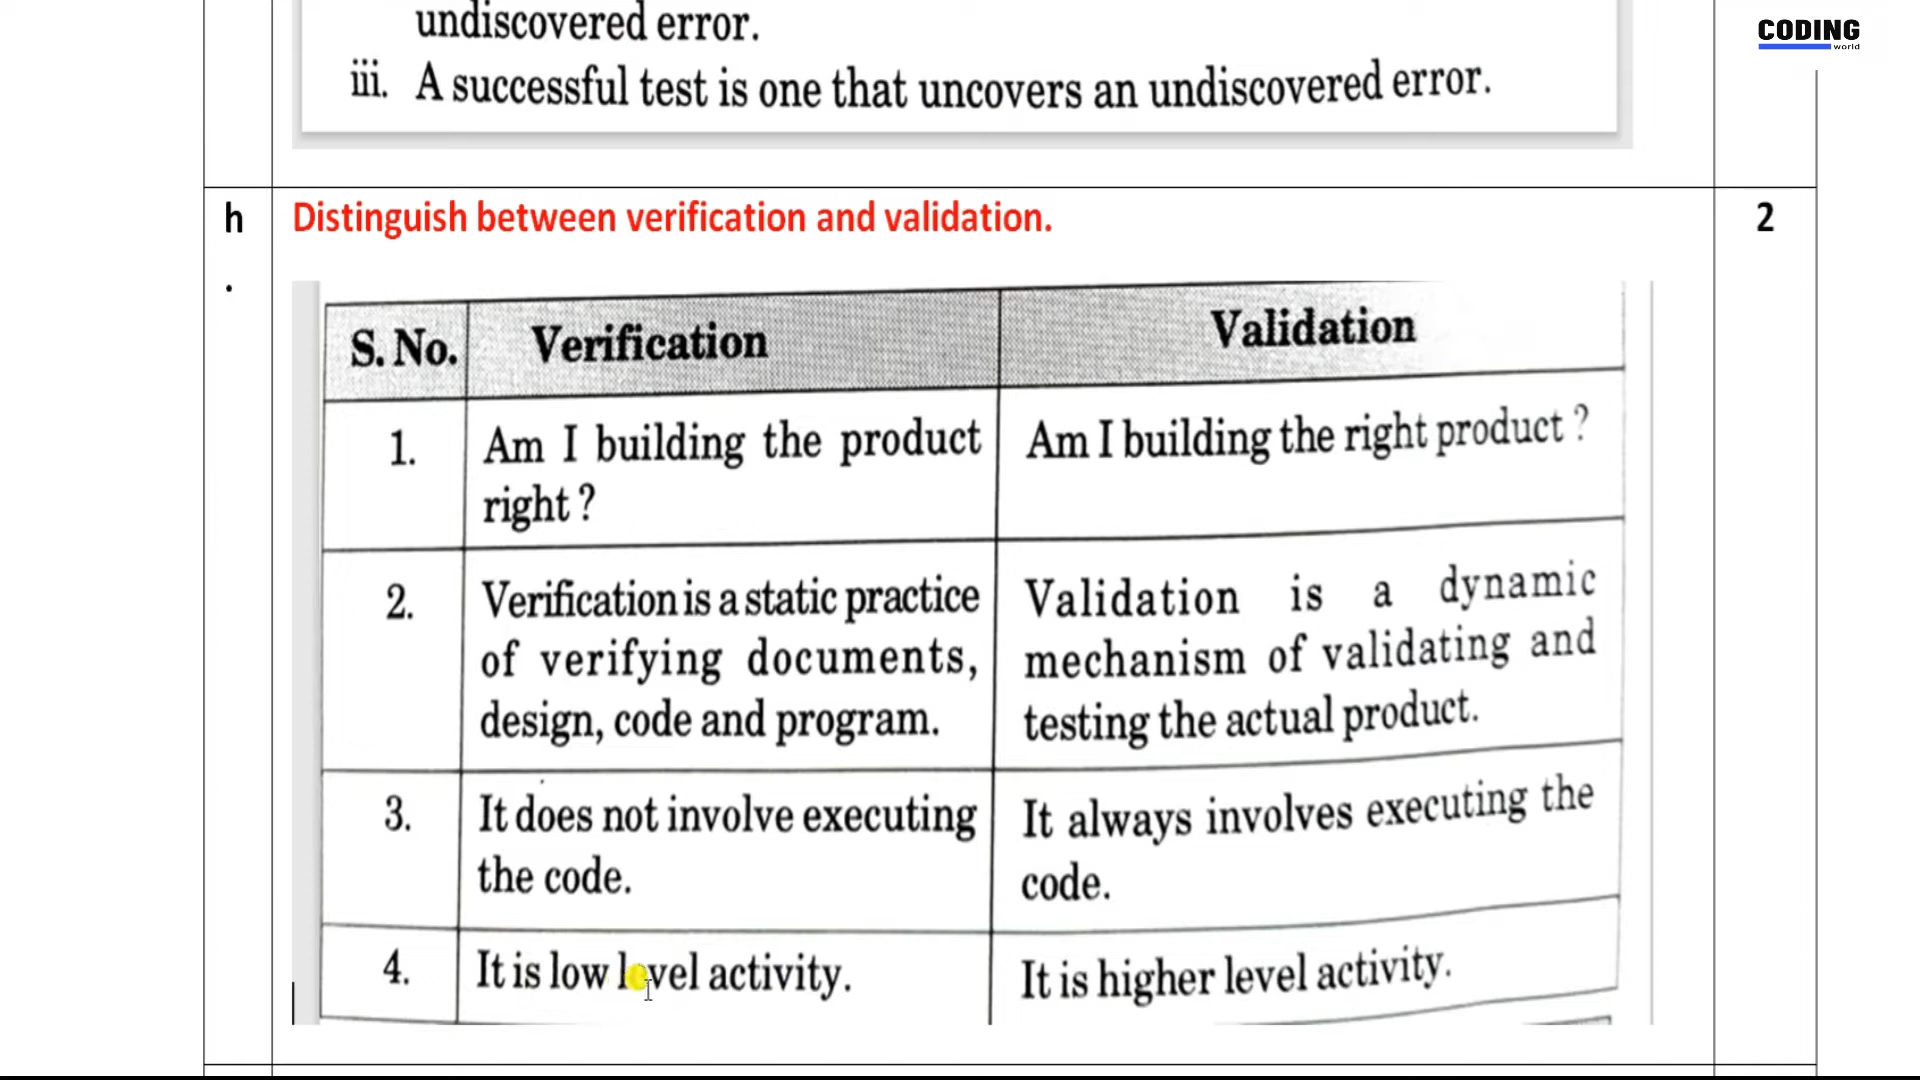 undiscovered error.
iii. A successful test is one that uncovers an undiscovered error.
CODING
world
h
.
Distinguish between verification and validation.
2
S. No. Verification Validation
1. Am I building the product Am I building the right product ?
right ?
2. Verification is a static practice Validation is a dynamic
of verifying documents, mechanism of validating and
design, code and program. testing the actual product.
3. It does not involve executing It always involves executing the
the code. code.
4. It is low level activity. It is higher level activity.